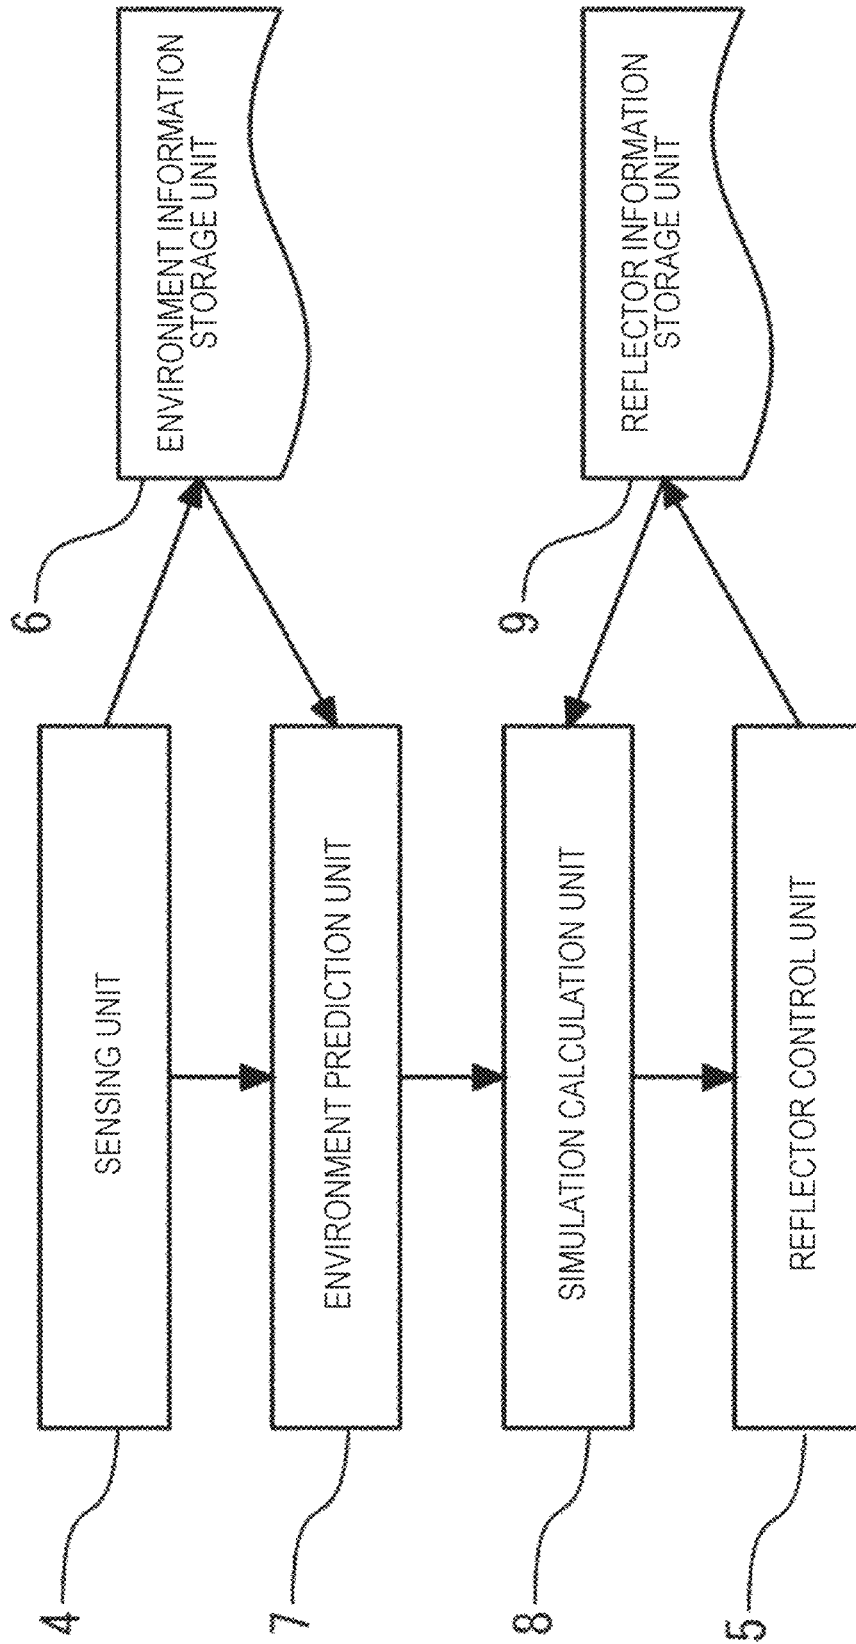 4
SENSING UNIT
6
ENVIRONMENT INFORMATION
STORAGE UNIT
7
ENVIRONMENT PREDICTION UNIT
8
SIMULATION CALCULATION UNIT
9
REFLECTOR INFORMATION
STORAGE UNIT
5
REFLECTOR CONTROL UNIT